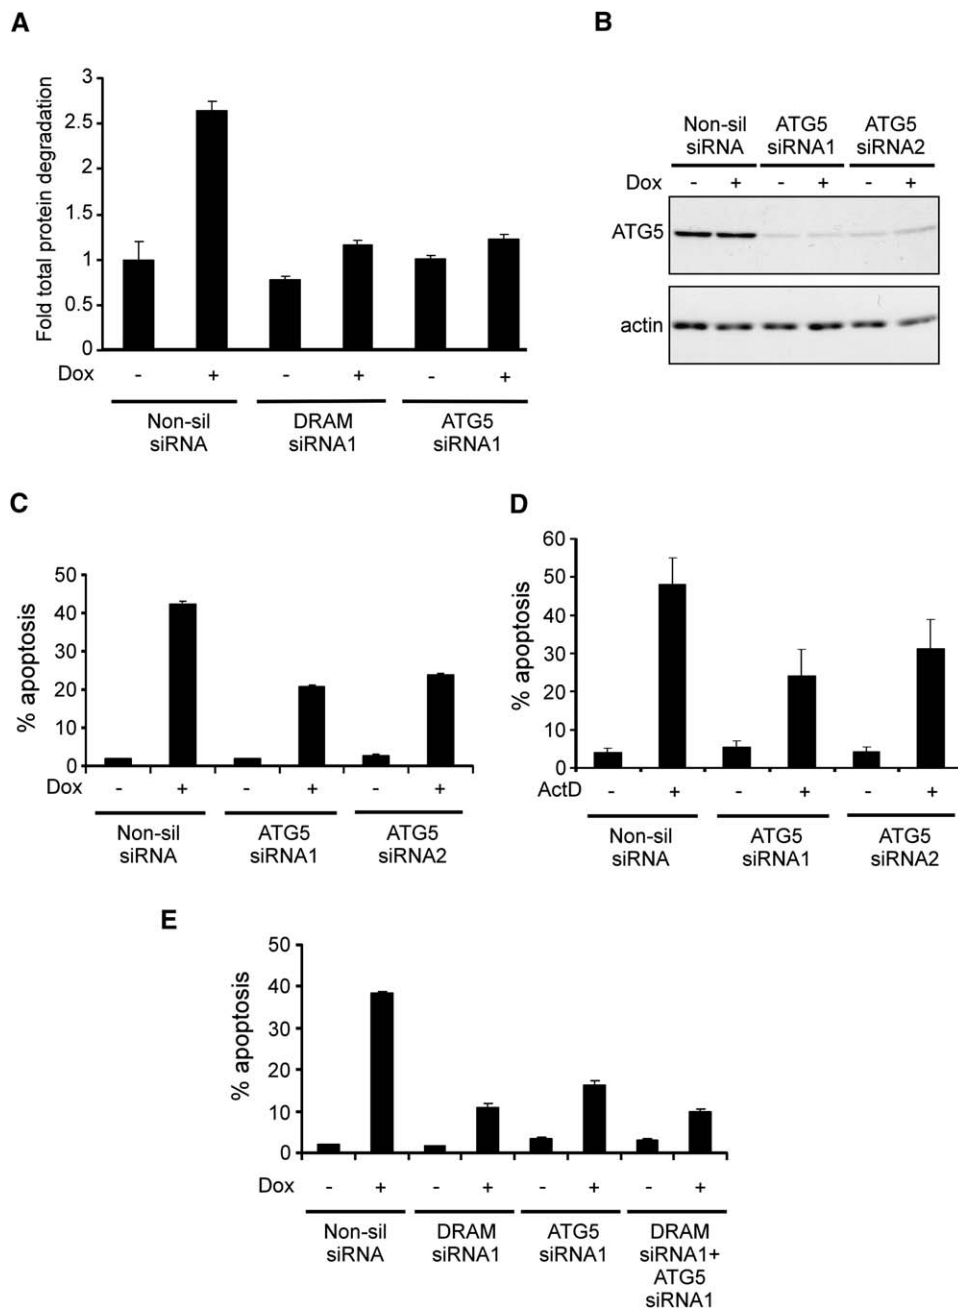 A
Fold total protein degradation
3
2.5
2
1.5
1
0.5
0
Dox - + - + - +
Non-sil siRNA
DRAM siRNA1
ATG5 siRNA1
B
Non-sil siRNA
ATG5 siRNA1
ATG5 siRNA2
Dox - + - + - +
ATG5
actin
C
% apoptosis
50
40
30
20
10
0
Dox - + - + - +
Non-sil siRNA
ATG5 siRNA1
ATG5 siRNA2
D
% apoptosis
60
50
40
30
20
10
0
ActD - + - + - +
Non-sil siRNA
ATG5 siRNA1
ATG5 siRNA2
E
% apoptosis
50
40
30
20
10
0
Dox - + - + - + - +
Non-sil siRNA
DRAM siRNA1
ATG5 siRNA1
DRAM siRNA1+ ATG5 siRNA1